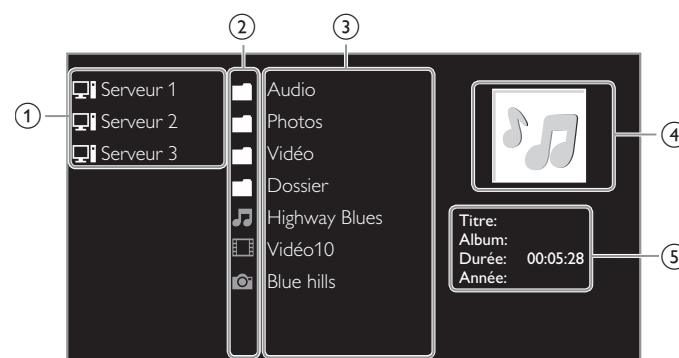 ② ③
① Serveur 1
Serveur 2
Serveur 3
Audio
Photos
Vidéo
Dossier
Highway Blues
Vidéo10
Blue hills
④
Titre:
Album:
Durée: 00:05:28
Année:
⑤